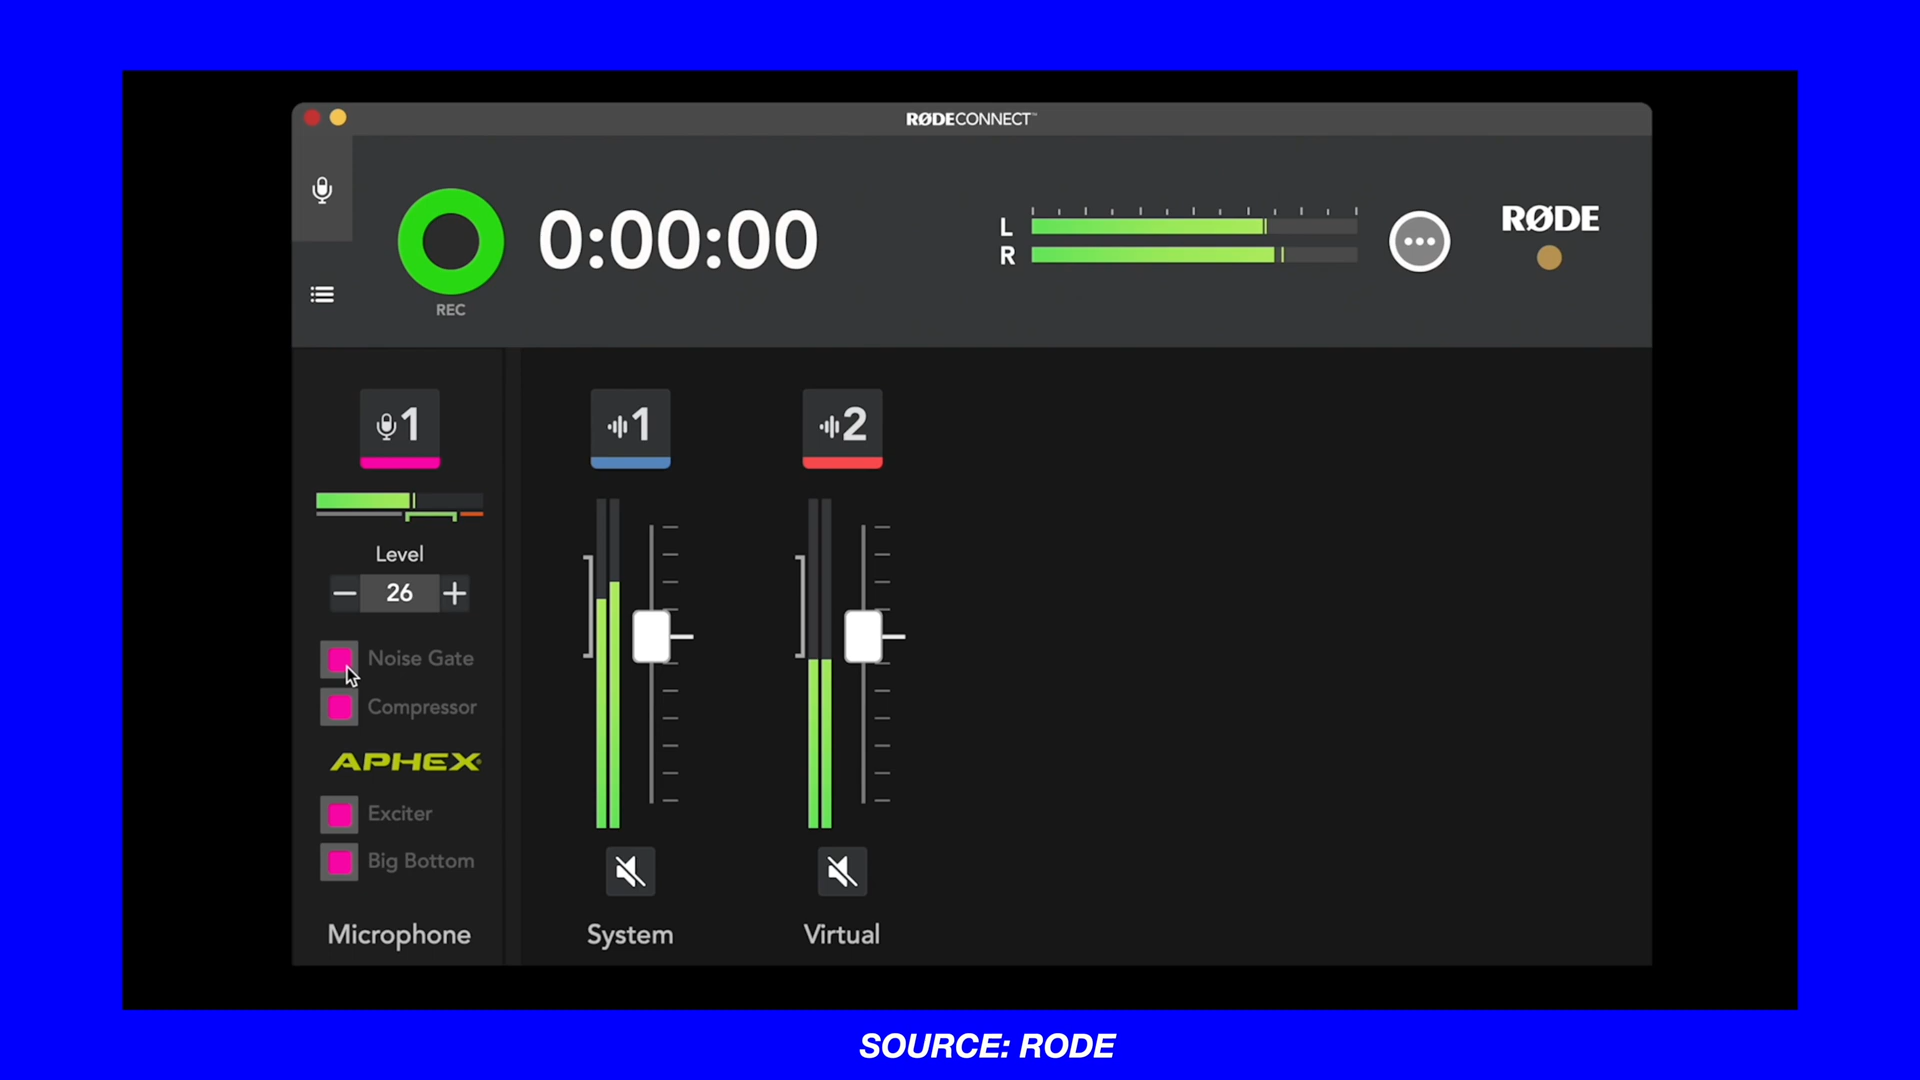 RØDECONNECT™
0:00:00
REC
L
R
RØDE
1
1
2
Level
26
Noise Gate
Compressor
APHEX®
Exciter
Big Bottom
Microphone
System
Virtual
SOURCE: RODE